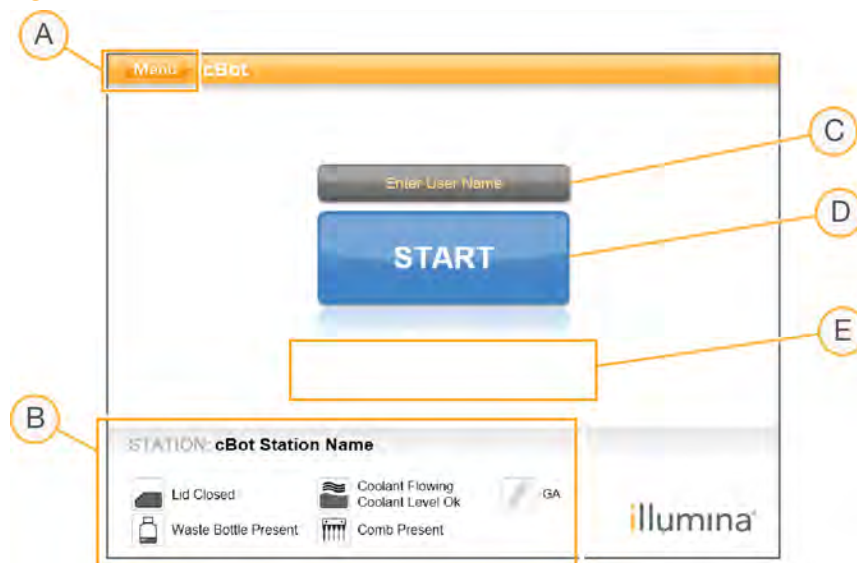 A
Menu cBot
C
Enter User Name
D
START
E
B
STATION: cBot Station Name
Lid Closed
Coolant Flowing
Coolant Level Ok
GA
Waste Bottle Present
Comb Present
illumina